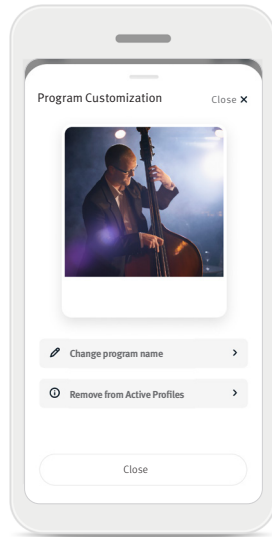 Program Customization
Close ×
Change program name
Remove from Active Profiles
Close